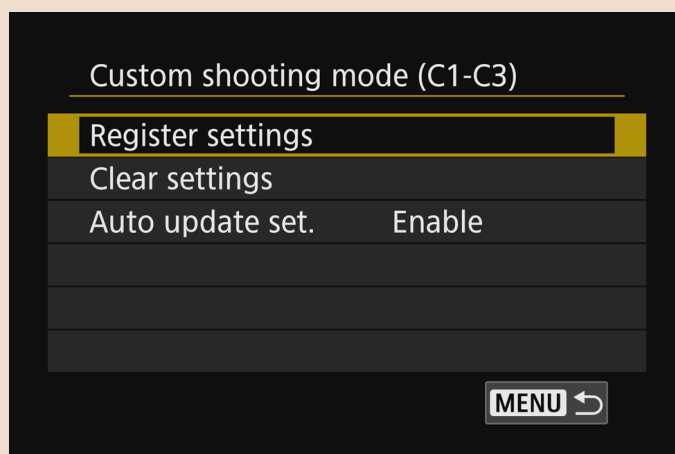 Custom shooting mode (C1-C3)
Register settings
Clear settings
Auto update set. Enable
MENU